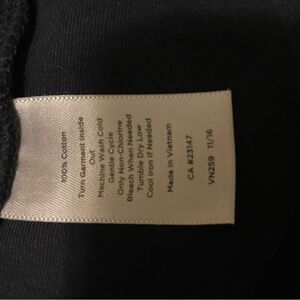 100% Cotton
Turn Garment Inside
Out
Machine Wash Cold
Gentle Cycle
Only Non-Chlorine
Bleach When Needed
Tumble Dry Low
Cool Iron If Needed
Made In Vietnam
CA #23147
VN259 11/16